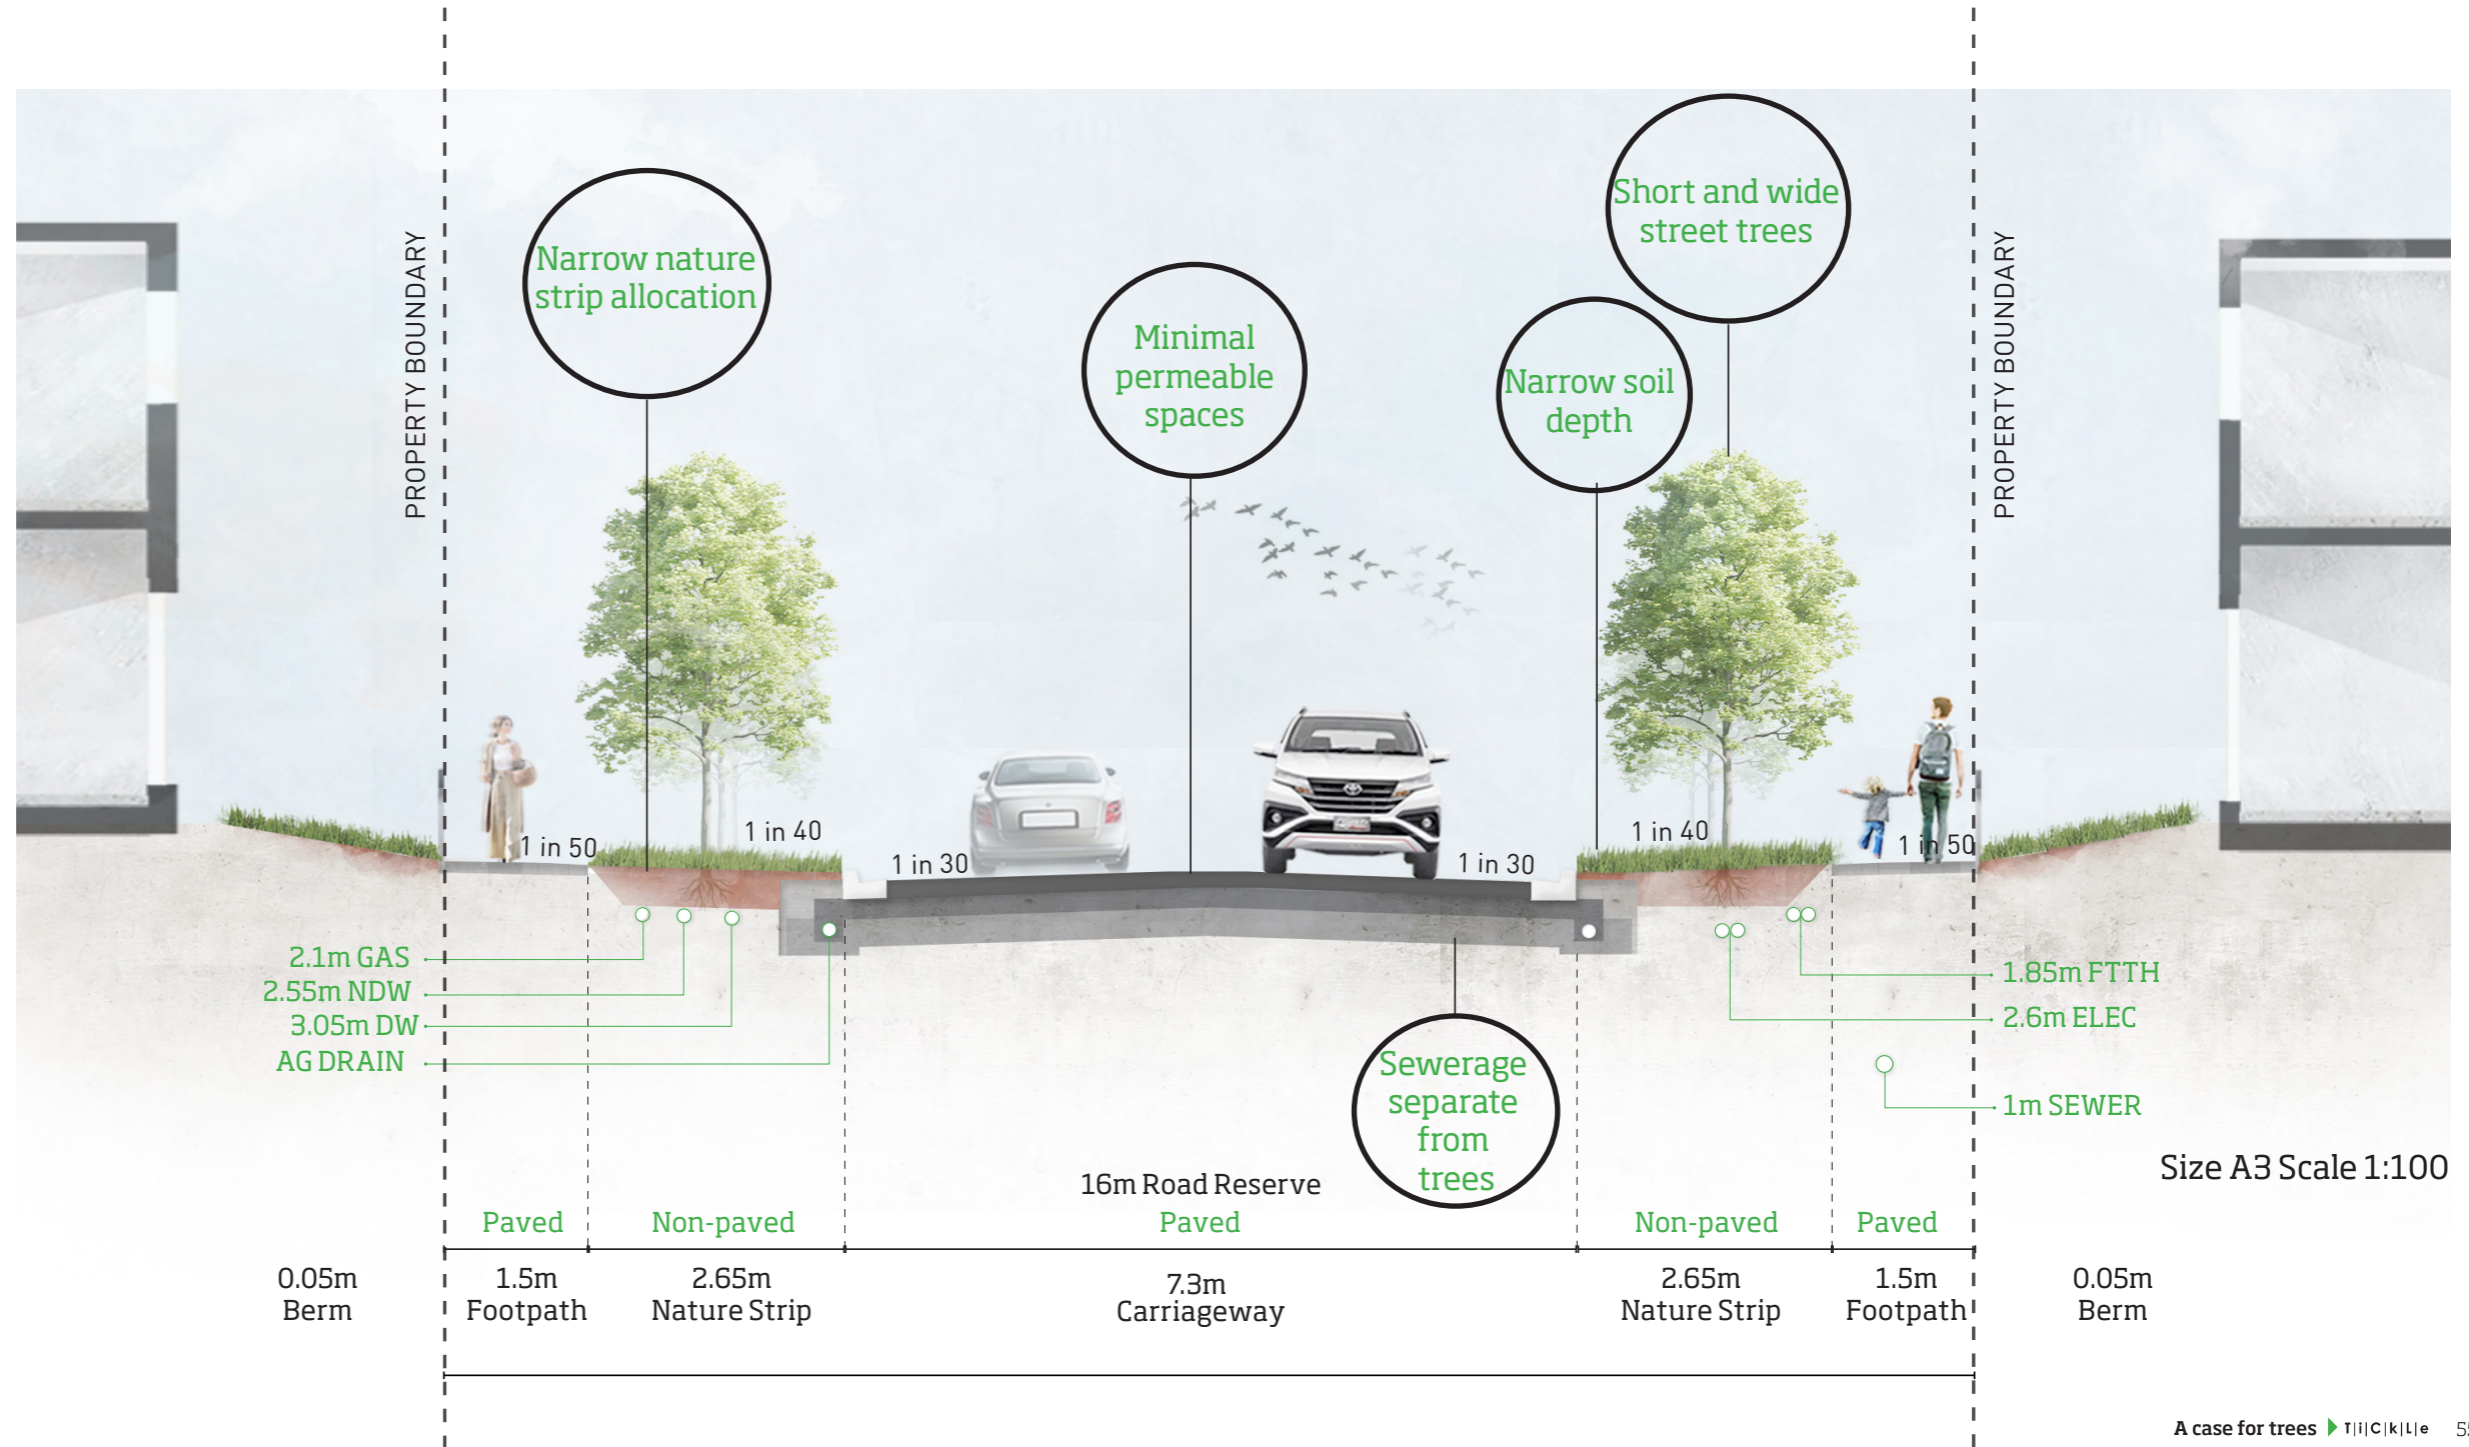 Short and wide
street trees
Narrow nature
strip allocation
Minimal
permeable
spaces
Narrow soil
depth
PROPERTY BOUNDARY
PROPERTY BOUNDARY
1 in 50
1 in 40
1 in 30
1 in 30
1 in 40
1 in 50
2.1m GAS
2.55m NDW
3.05m DW
AG DRAIN
1.85m FTTH
2.6m ELEC
1m SEWER
Sewerage
separate
from
trees
Size A3 Scale 1:100
16m Road Reserve
Paved
Non-paved
Paved
Non-paved
Paved
0.05m
Berm
1.5m
Footpath
2.65m
Nature Strip
7.3m
Carriageway
2.65m
Nature Strip
1.5m
Footpath
0.05m
Berm
A case for trees T|i|C|k|L|e